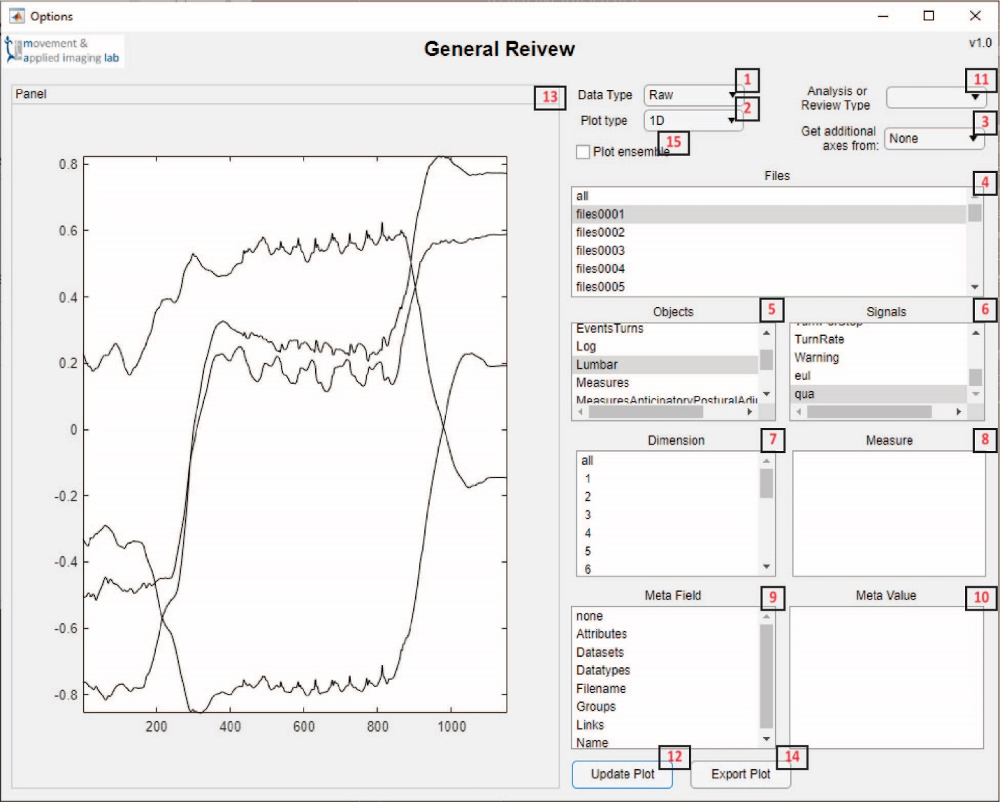 Options
movement &
applied imaging lab
General Reivew
v1.0
Panel
13
Data Type
Raw
1
Plot type
1D
2
15
Plot ensemble
Analysis or
Review Type
11
Get additional
axes from:
None
3
Files
4
all
files0001
files0002
files0003
files0004
files0005
Objects
5
EventsTurns
Log
Lumbar
Measures
MeasuresAnticipatoryPosturalAdju
Signals
6
TurnRate
Warning
eul
qua
Dimension
7
all
1
2
3
4
5
6
Measure
8
Meta Field
9
none
Attributes
Datasets
Datatypes
Filename
Groups
Links
Name
Meta Value
10
12
Update Plot
14
Export Plot
0.8
0.6
0.4
0.2
0
-0.2
-0.4
-0.6
-0.8
200
400
600
800
1000